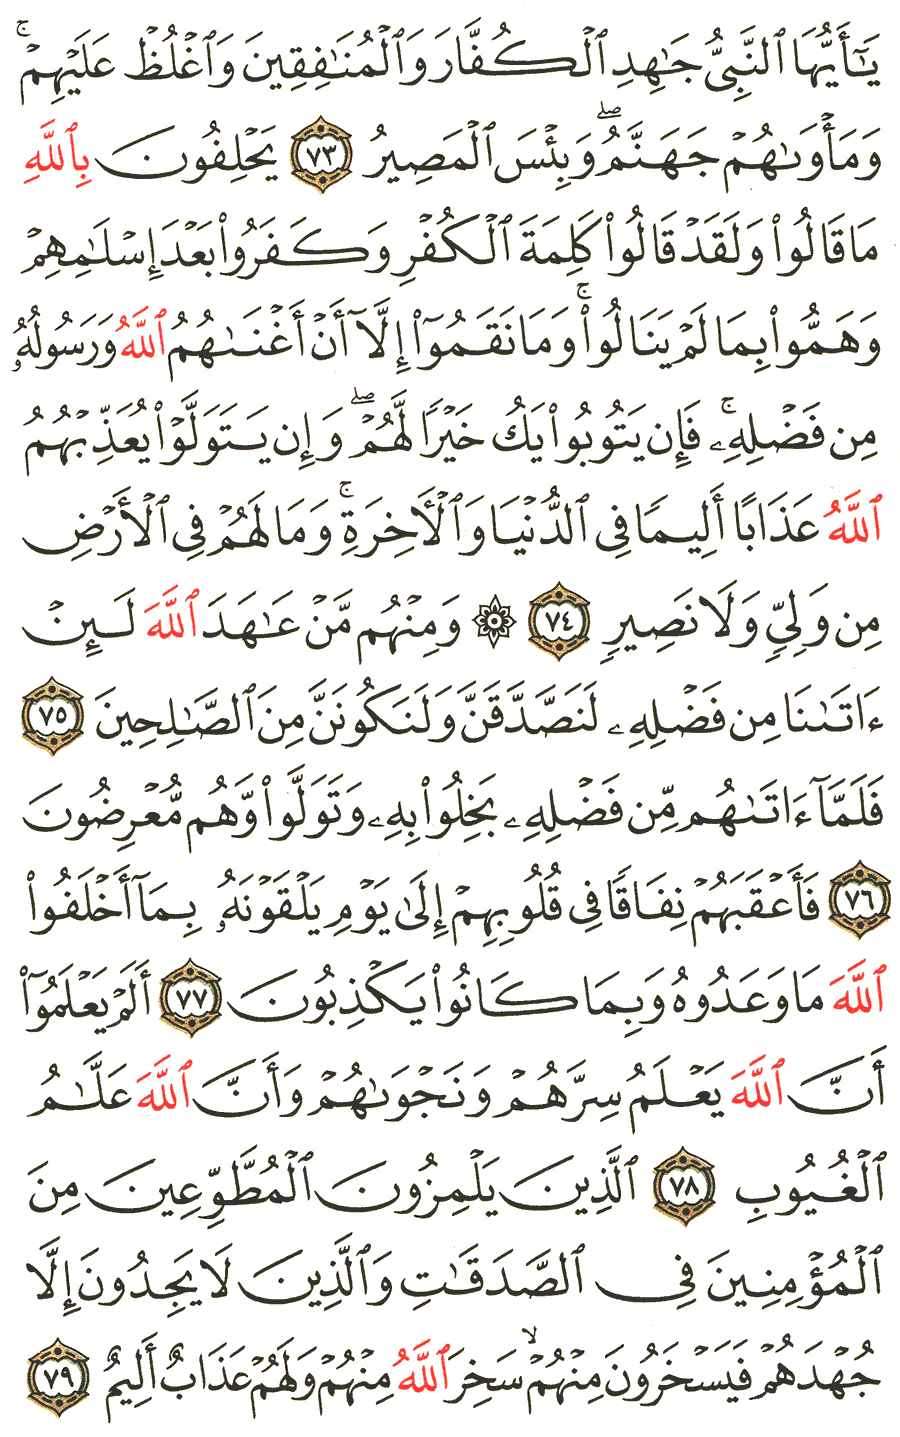 يَـٰٓأَيُّهَا ٱلنَّبِىُّ جَـٰهِدِ ٱلْكُفَّارَ وَٱلْمُنَـٰفِقِينَ وَٱغْلُظْ عَلَيْهِمْ ۚ
وَمَأْوَىٰهُمْ جَهَنَّمُ ۖ وَبِئْسَ ٱلْمَصِيرُ ٧٣ يَحْلِفُونَ بِٱللَّهِ
مَا قَالُوا۟ وَلَقَدْ قَالُوا۟ كَلِمَةَ ٱلْكُفْرِ وَكَفَرُوا۟ بَعْدَ إِسْلَـٰمِهِمْ
وَهَمُّوا۟ بِمَا لَمْ يَنَالُوا۟ ۚ وَمَا نَقَمُوٓا۟ إِلَّآ أَنْ أَغْنَىٰهُمُ ٱللَّهُ وَرَسُولُهُۥ
مِن فَضْلِهِۦ ۚ فَإِن يَتُوبُوا۟ يَكُ خَيْرًا لَّهُمْ ۖ وَإِن يَتَوَلَّوْا۟ يُعَذِّبْهُمُ
ٱللَّهُ عَذَابًا أَلِيمًا فِى ٱلدُّنْيَا وَٱلْـَٔاخِرَةِ ۚ وَمَا لَهُمْ فِى ٱلْأَرْضِ
مِن وَلِىٍّ وَلَا نَصِيرٍ ٧٤ ۞ وَمِنْهُم مَّنْ عَـٰهَدَ ٱللَّهَ لَئِنْ
ءَاتَىٰنَا مِن فَضْلِهِۦ لَنَصَّدَّقَنَّ وَلَنَكُونَنَّ مِنَ ٱلصَّـٰلِحِينَ ٧٥
فَلَمَّآ ءَاتَىٰهُم مِّن فَضْلِهِۦ بَخِلُوا۟ بِهِۦ وَتَوَلَّوا۟ وَّهُم مُّعْرِضُونَ
٧٦ فَأَعْقَبَهُمْ نِفَاقًا فِى قُلُوبِهِمْ إِلَىٰ يَوْمِ يَلْقَوْنَهُۥ بِمَآ أَخْلَفُوا۟
ٱللَّهَ مَا وَعَدُوهُ وَبِمَا كَانُوا۟ يَكْذِبُونَ ٧٧ أَلَمْ يَعْلَمُوٓا۟
أَنَّ ٱللَّهَ يَعْلَمُ سِرَّهُمْ وَنَجْوَىٰهُمْ وَأَنَّ ٱللَّهَ عَلَّـٰمُ
ٱلْغُيُوبِ ٧٨ ٱلَّذِينَ يَلْمِزُونَ ٱلْمُطَّوِّعِينَ مِنَ
ٱلْمُؤْمِنِينَ فِى ٱلصَّدَقَـٰتِ وَٱلَّذِينَ لَا يَجِدُونَ إِلَّا
جُهْدَهُمْ فَيَسْخَرُونَ مِنْهُمْ ۙ سَخِرَ ٱللَّهُ مِنْهُمْ وَلَهُمْ عَذَابٌ أَلِيمٌ ٧٩